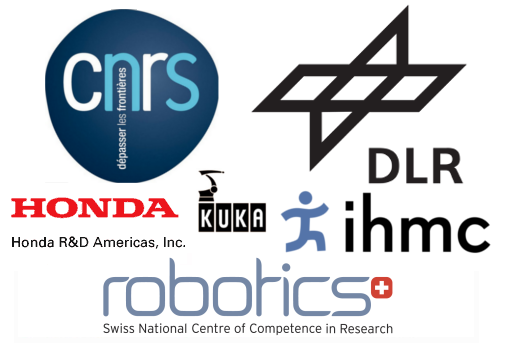 cnrs
dépasser les frontières
DLR
HONDA
Honda R&D Americas, Inc.
KUKA
ihmc
robotics
Swiss National Centre of Competence in Research